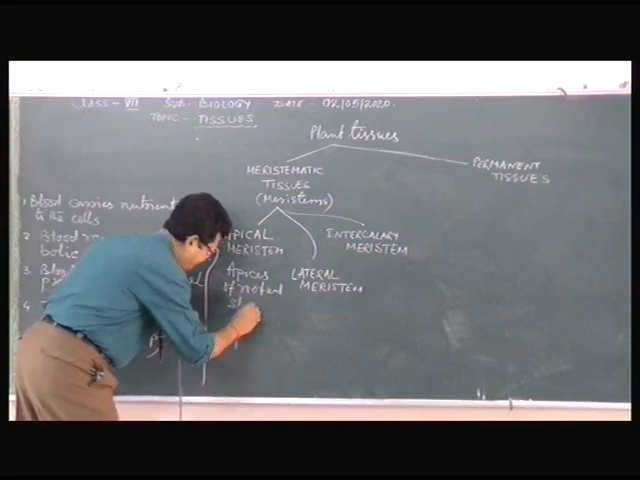 CLASS - VII SUB - BIOLOGY DATE - 02/05/2020.
TOPIC - TISSUES
Plant tissues
MERISTEMATIC
TISSUES
(Meristems)
PERMANENT
TISSUES
1 Blood carries nutrient
to the cells
2 Blood
bolic
3
4
APICAL
MERISTEM
INTERCALARY
MERISTEM
LATERAL
MERISTEM
Apices
of root and